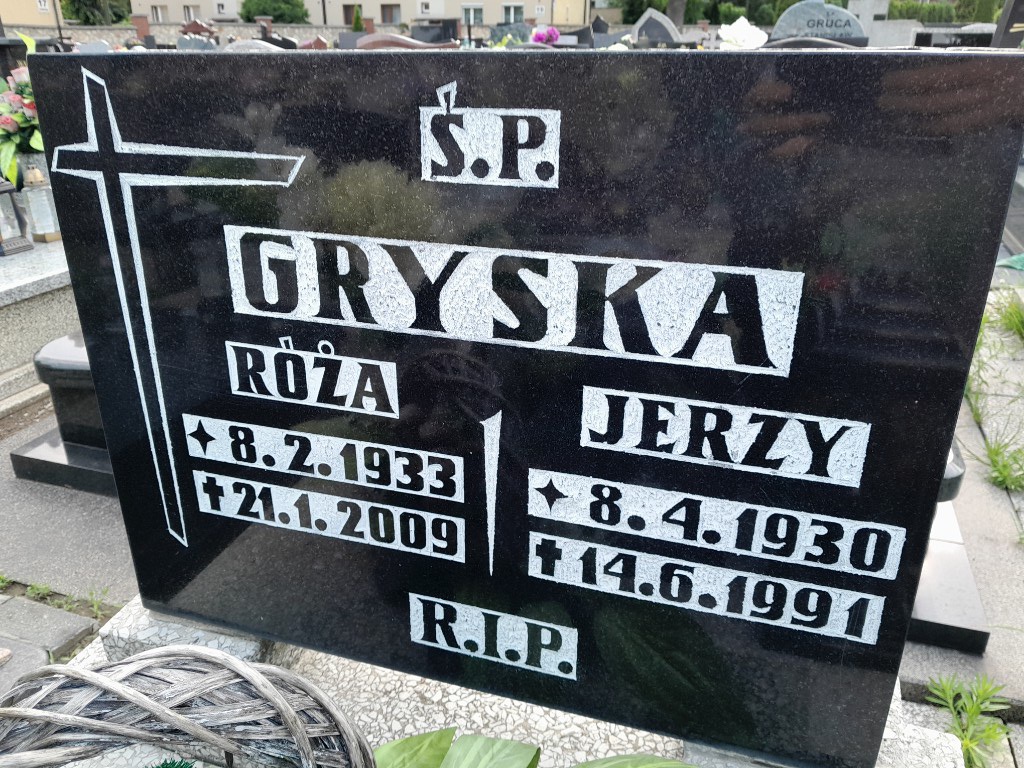 GRUCA
Ś.P.
GRYSKA
RÓŻA
✦ 8.2.1933
✝ 21.1.2009
JERZY
✦ 8.4.1930
✝ 14.6.1991
R.I.P.